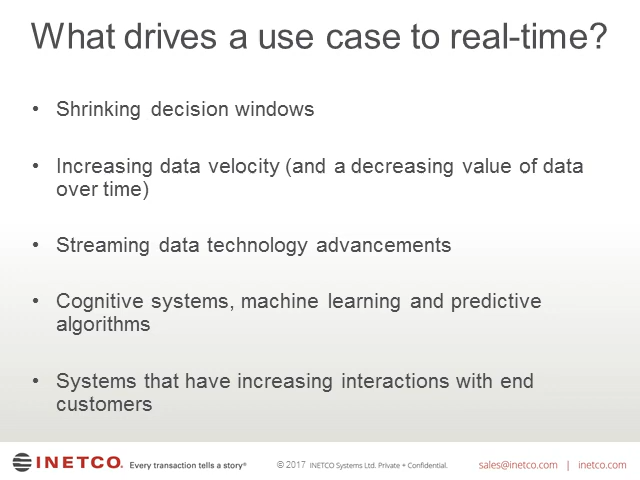 What drives a use case to real-time?
• Shrinking decision windows
• Increasing data velocity (and a decreasing value of data
over time)
• Streaming data technology advancements
• Cognitive systems, machine learning and predictive
algorithms
• Systems that have increasing interactions with end
customers
INETCO. Every transaction tells a story® © 2017 INETCO Systems Ltd. Private + Confidential. sales@inetco.com | inetco.com